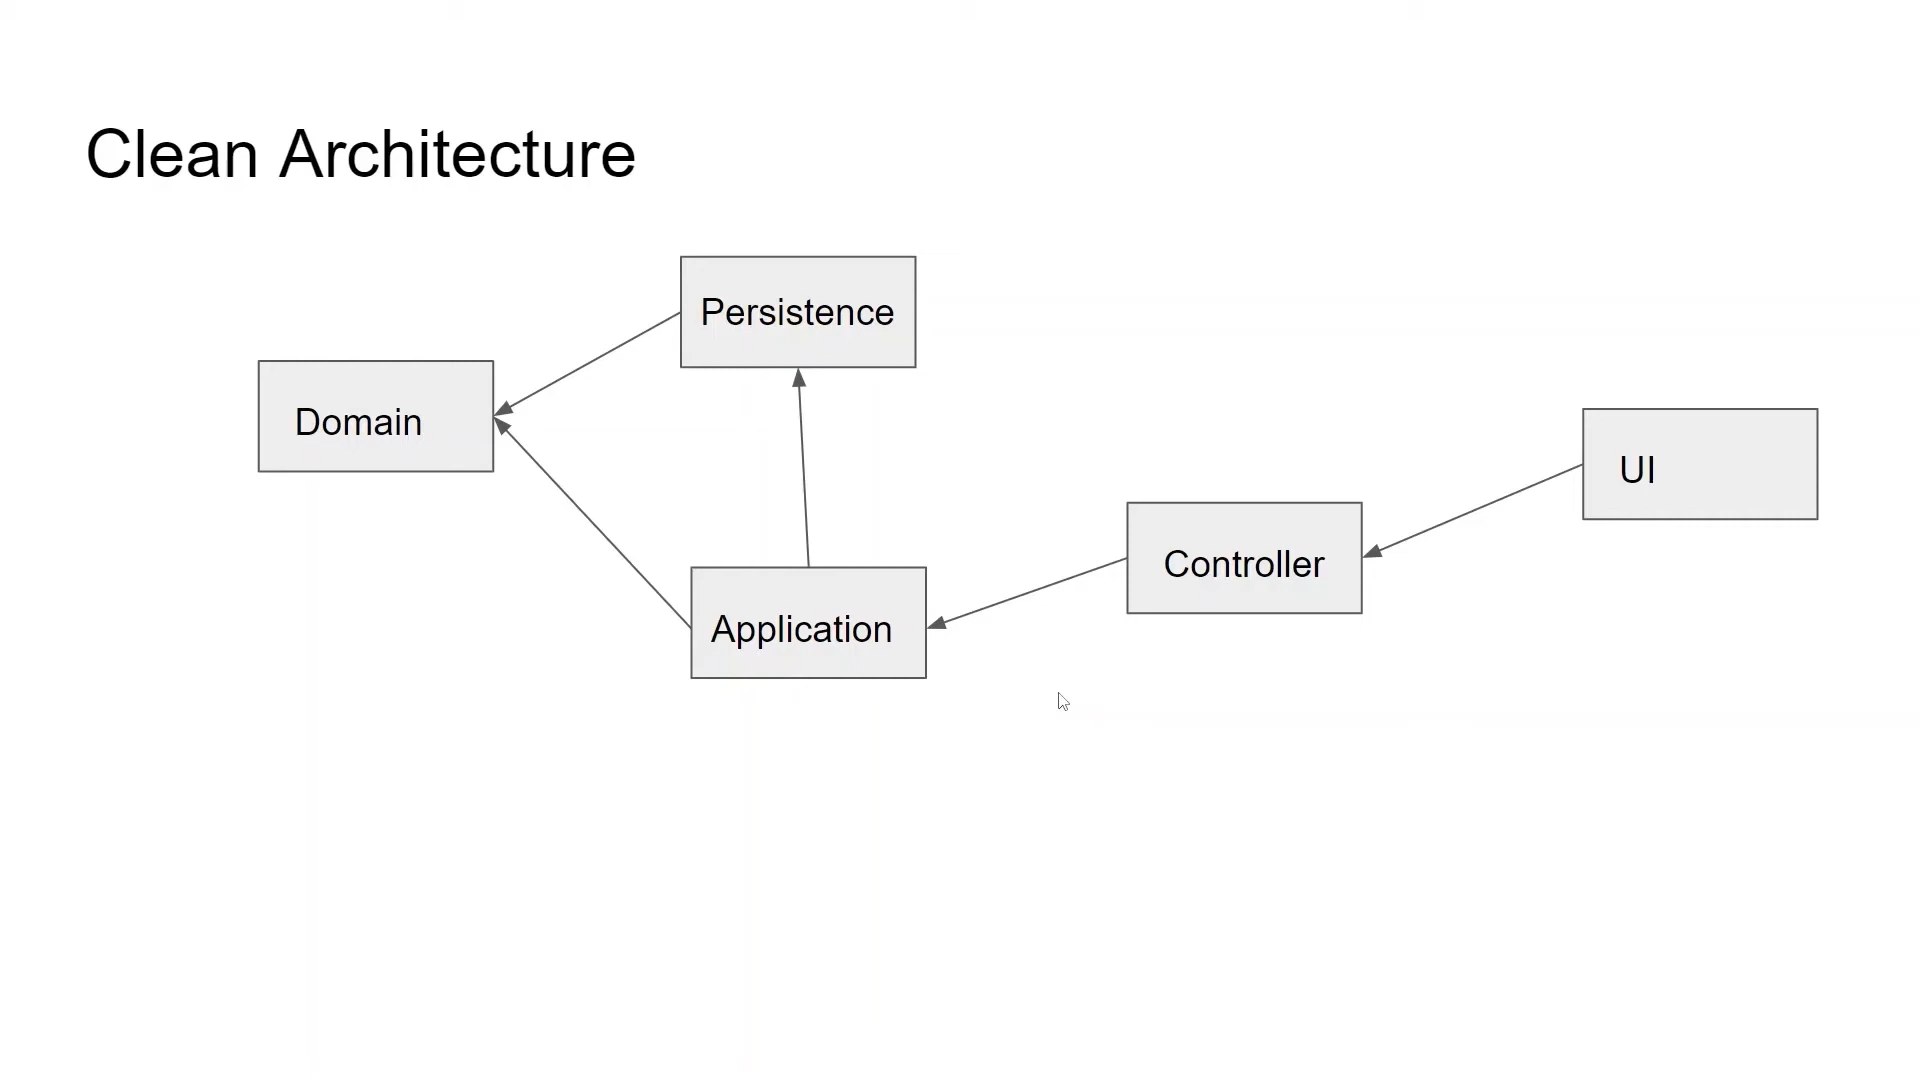 Clean Architecture
Persistence
Domain
UI
Controller
Application